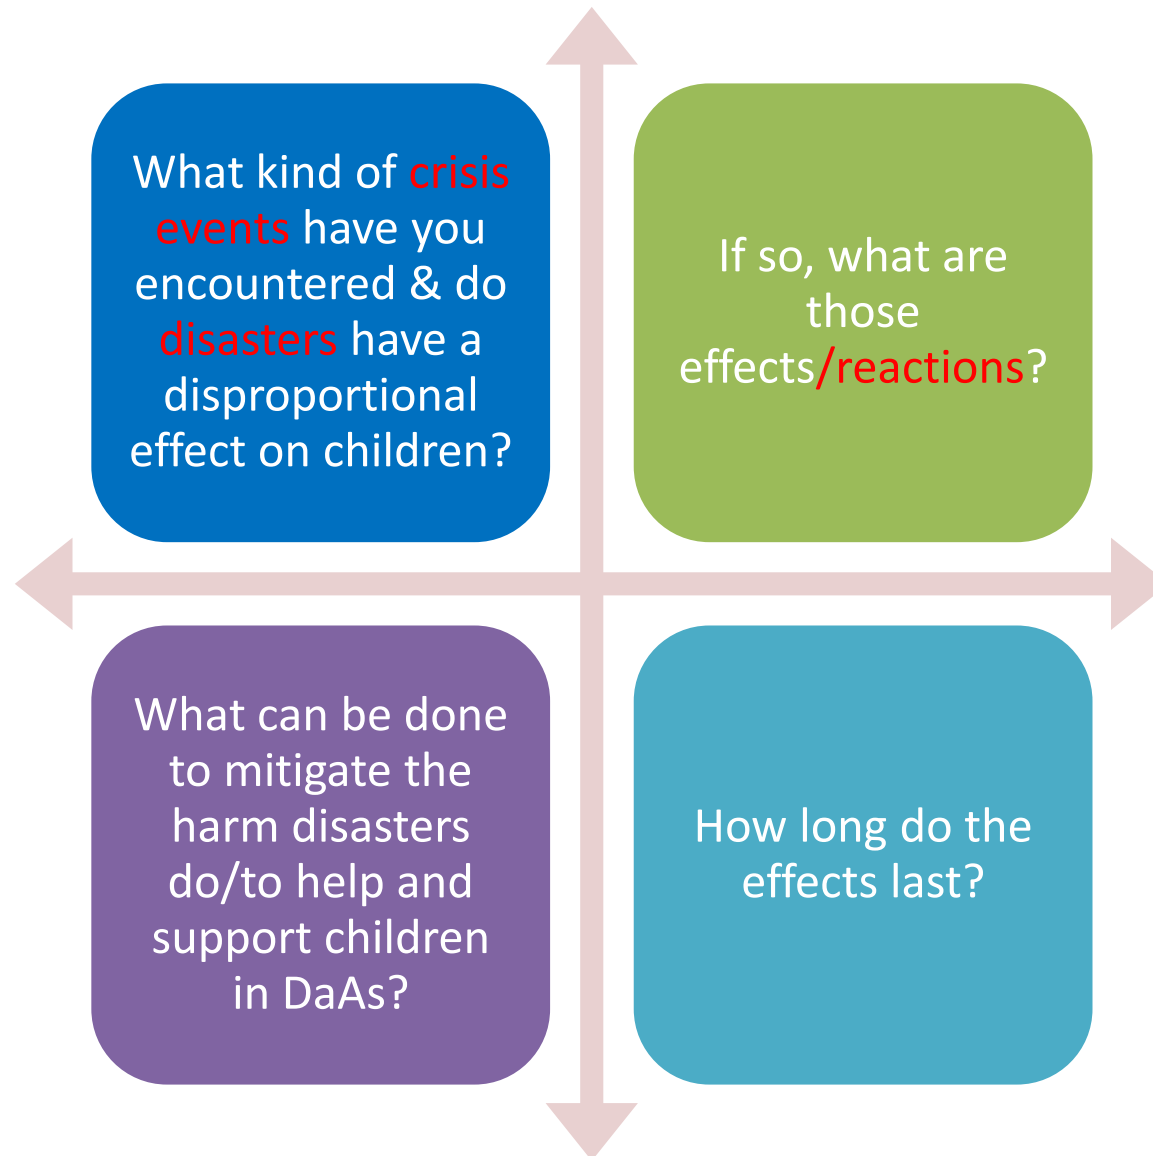 What kind of crisis
events have you
encountered & do
disasters have a
disproportional
effect on children?
If so, what are
those
effects/reactions?
What can be done
to mitigate the
harm disasters
do/to help and
support children
in DaAs?
How long do the
effects last?